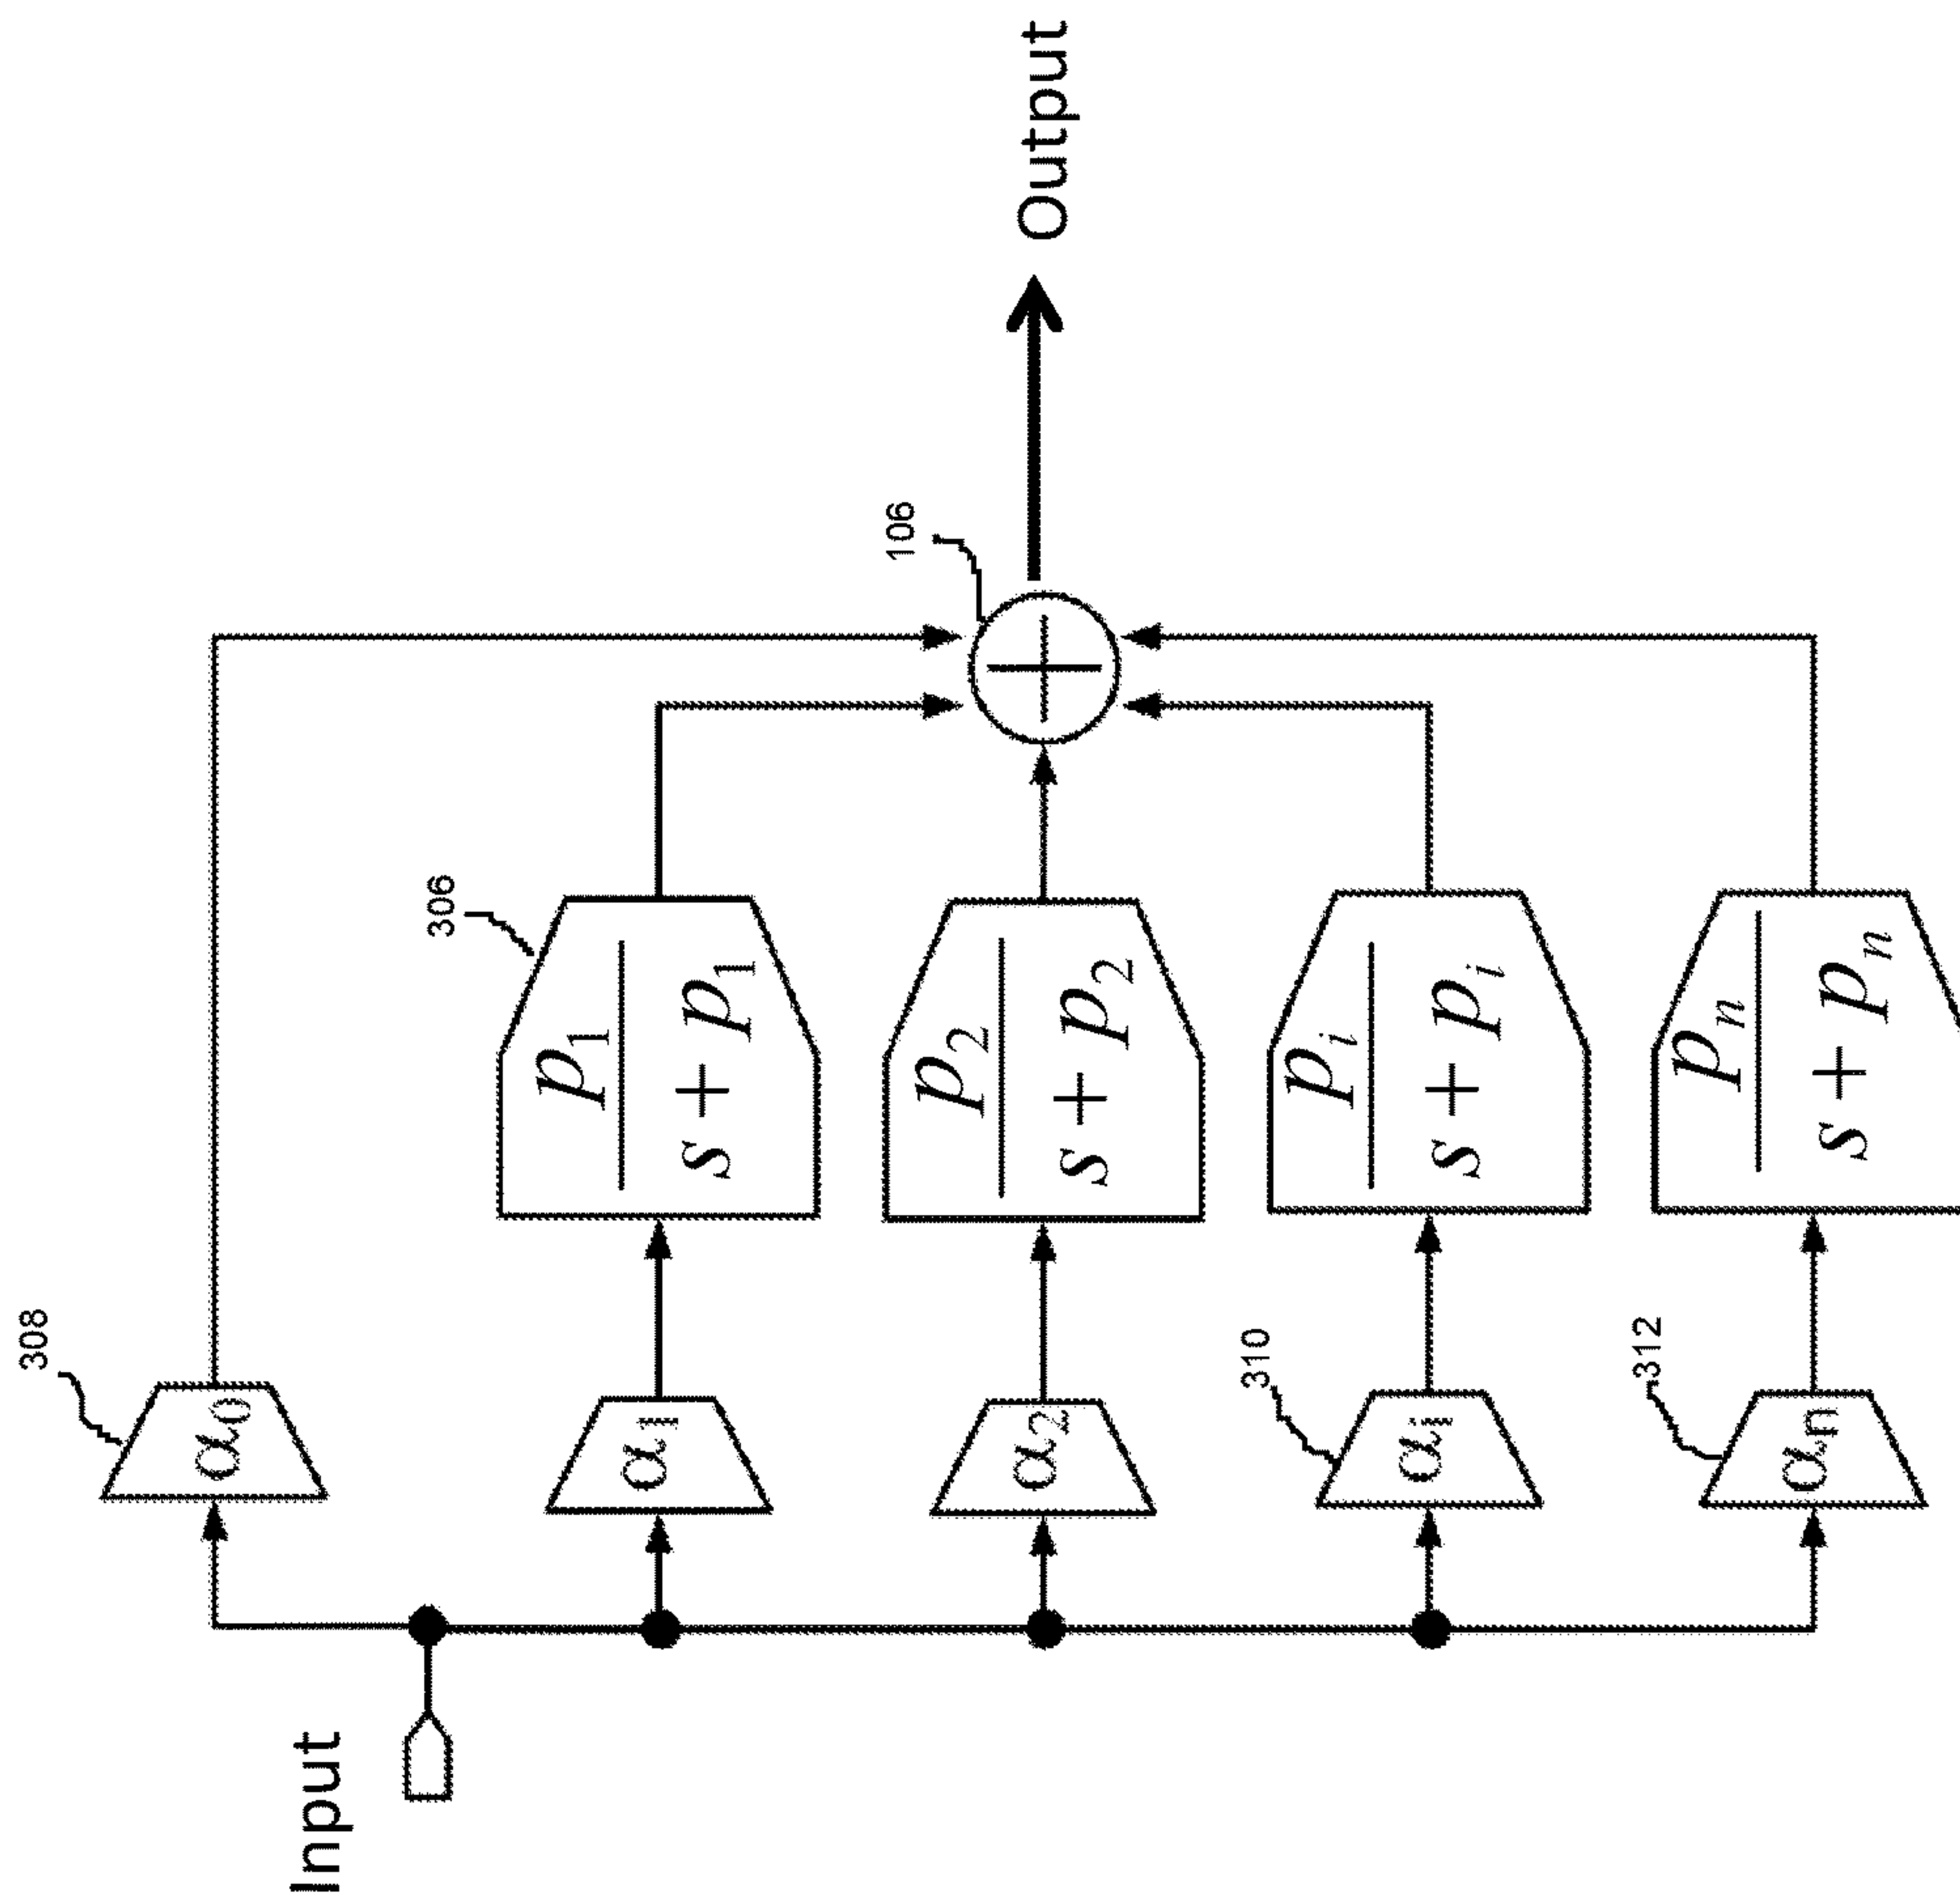 Input
308
α0
α1
306
p1
s + p1
α2
p2
s + p2
310
αi
pi
s + pi
312
αn
pn
s + pn
106
Output